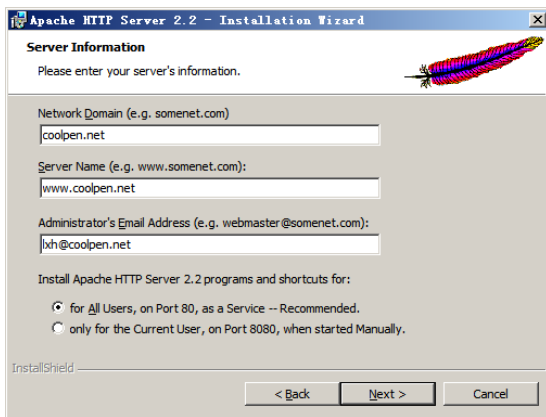 Apache HTTP Server 2.2 - Installation Wizard
Server Information
Please enter your server's information.
Network Domain (e.g. somenet.com)
coolpen.net
Server Name (e.g. www.somenet.com):
www.coolpen.net
Administrator's Email Address (e.g. webmaster@somenet.com):
lxh@coolpen.net
Install Apache HTTP Server 2.2 programs and shortcuts for:
for All Users, on Port 80, as a Service -- Recommended.
only for the Current User, on Port 8080, when started Manually.
InstallShield
< Back Next > Cancel